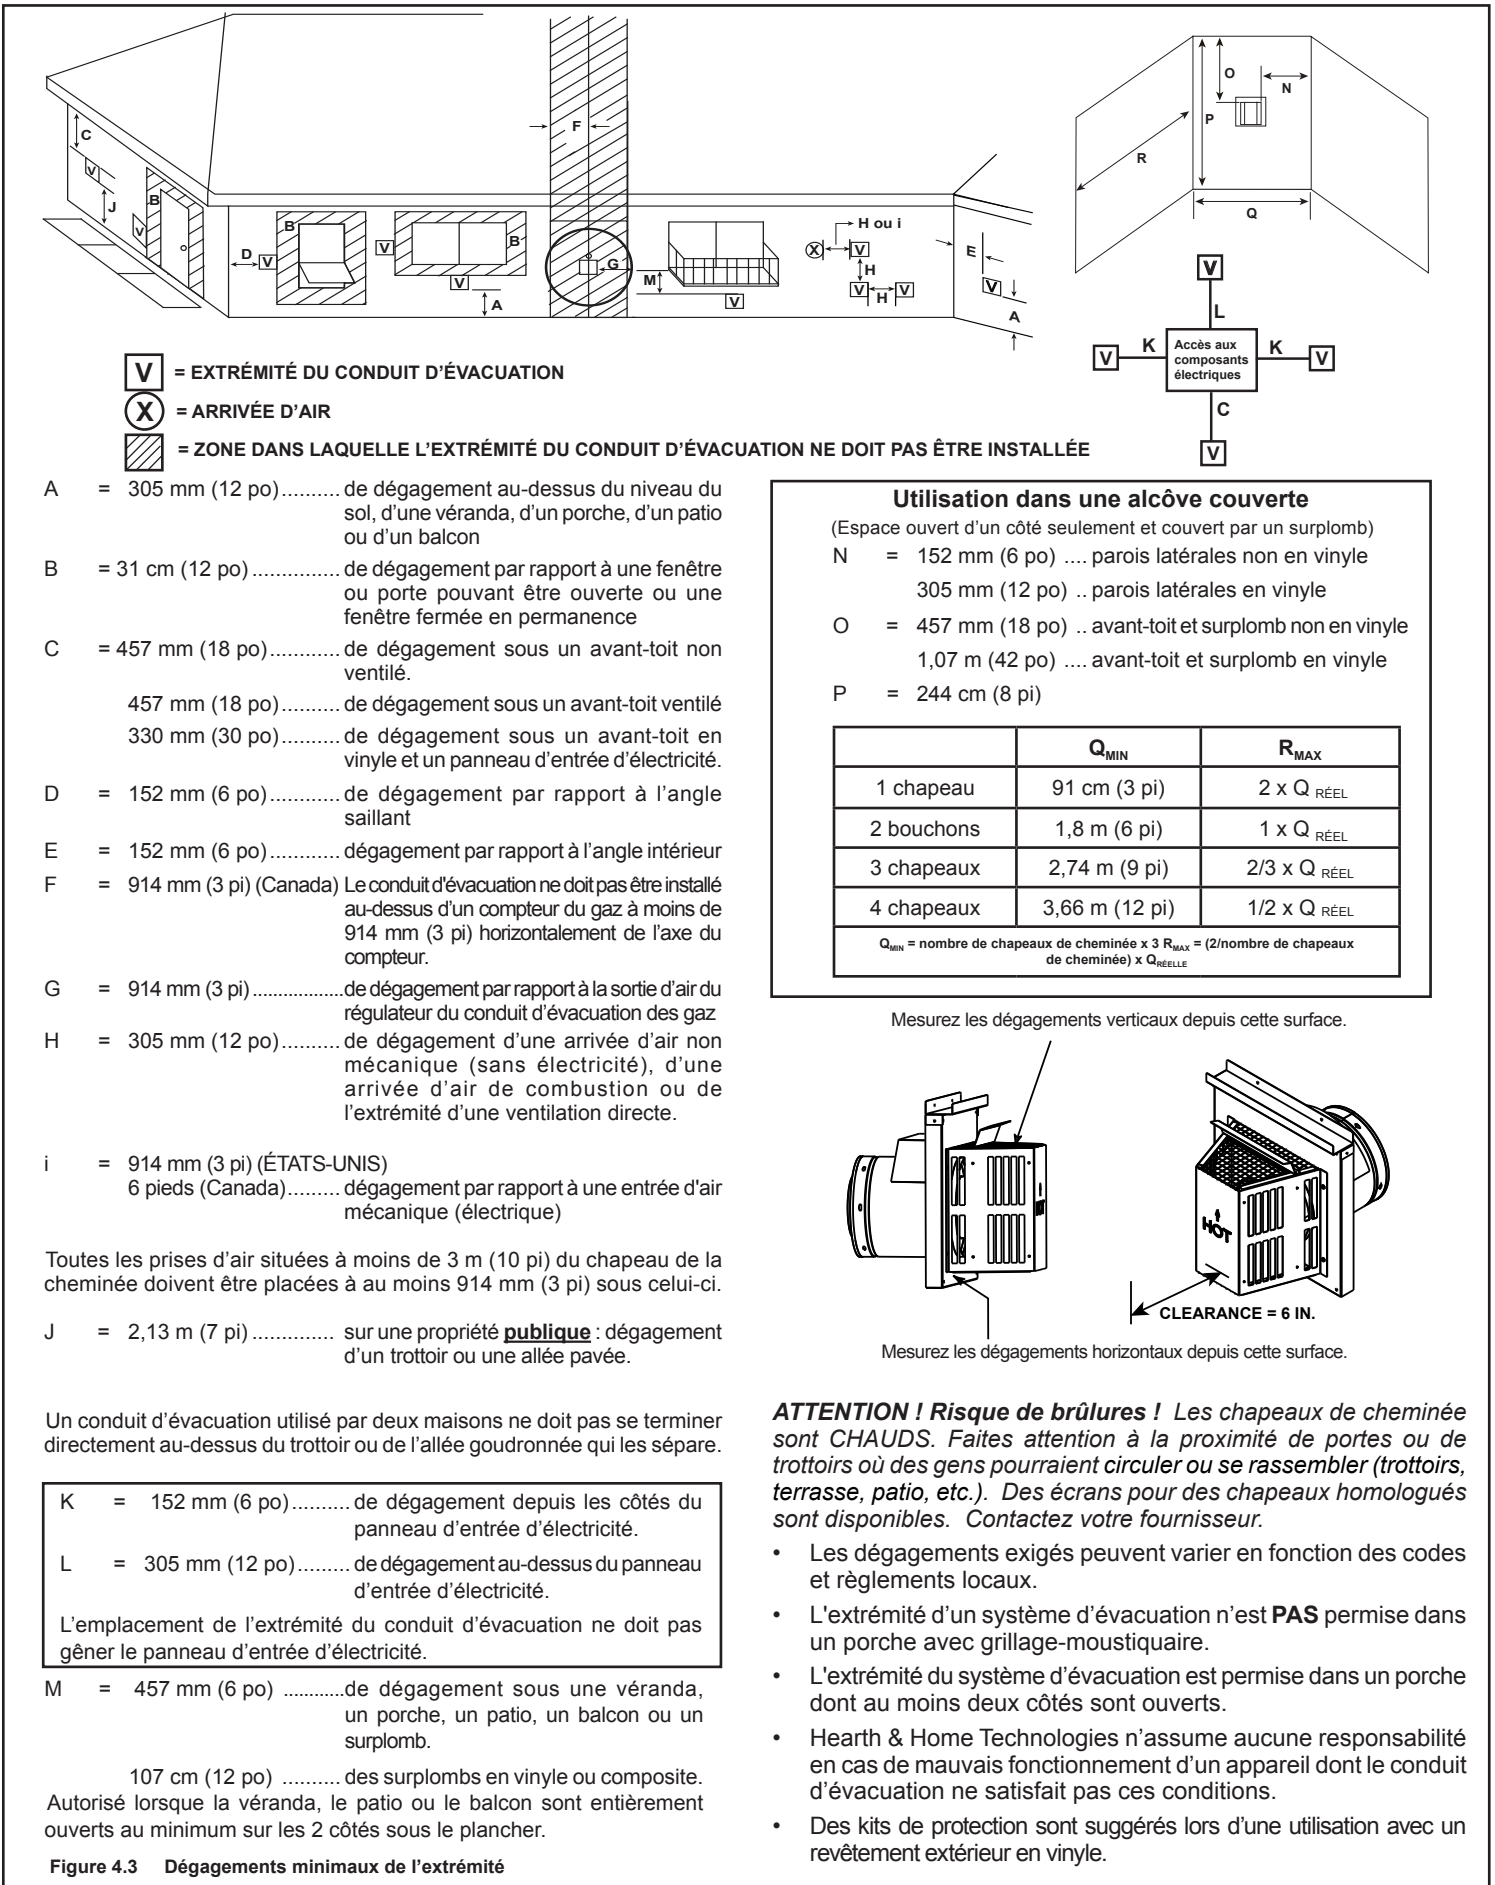 C
V
J
V
B
D
V
B
V
B
V
A
F
G
M
V
H ou i
X
V
H
V
H
V
E
V
A
O
N
P
R
Q
V
L
V
K
Accès aux
composants
électriques
K
V
C
V
V = EXTRÉMITÉ DU CONDUIT D’ÉVACUATION
X = ARRIVÉE D’AIR
= ZONE DANS LAQUELLE L’EXTRÉMITÉ DU CONDUIT D’ÉVACUATION NE DOIT PAS ÊTRE INSTALLÉE
A = 305 mm (12 po).......... de dégagement au-dessus du niveau du
sol, d’une véranda, d’un porche, d’un patio
ou d’un balcon
B = 31 cm (12 po) ............... de dégagement par rapport à une fenêtre
ou porte pouvant être ouverte ou une
fenêtre fermée en permanence
C = 457 mm (18 po)............ de dégagement sous un avant-toit non
ventilé.
457 mm (18 po).......... de dégagement sous un avant-toit ventilé
330 mm (30 po).......... de dégagement sous un avant-toit en
vinyle et un panneau d’entrée d’électricité.
D = 152 mm (6 po)............ de dégagement par rapport à l’angle
saillant
E = 152 mm (6 po)............ dégagement par rapport à l’angle intérieur
F = 914 mm (3 pi) (Canada) Le conduit d'évacuation ne doit pas être installé
au-dessus d’un compteur du gaz à moins de
914 mm (3 pi) horizontalement de l’axe du
compteur.
G = 914 mm (3 pi) ..................de dégagement par rapport à la sortie d’air du
régulateur du conduit d’évacuation des gaz
H = 305 mm (12 po).......... de dégagement d’une arrivée d’air non
mécanique (sans électricité), d’une
arrivée d’air de combustion ou de
l’extrémité d’une ventilation directe.
i = 914 mm (3 pi) (ÉTATS-UNIS)
6 pieds (Canada)......... dégagement par rapport à une entrée d'air
mécanique (électrique)
Toutes les prises d’air situées à moins de 3 m (10 pi) du chapeau de la
cheminée doivent être placées à au moins 914 mm (3 pi) sous celui-ci.
J = 2,13 m (7 pi) .............. sur une propriété publique : dégagement
d’un trottoir ou une allée pavée.
Un conduit d’évacuation utilisé par deux maisons ne doit pas se terminer
directement au-dessus du trottoir ou de l’allée goudronnée qui les sépare.
K = 152 mm (6 po).......... de dégagement depuis les côtés du
panneau d’entrée d’électricité.
L = 305 mm (12 po)......... de dégagement au-dessus du panneau
d’entrée d’électricité.
L’emplacement de l’extrémité du conduit d’évacuation ne doit pas
gêner le panneau d’entrée d’électricité.
M = 457 mm (6 po) ............de dégagement sous une véranda,
un porche, un patio, un balcon ou un
surplomb.
107 cm (12 po) .......... des surplombs en vinyle ou composite.
Autorisé lorsque la véranda, le patio ou le balcon sont entièrement
ouverts au minimum sur les 2 côtés sous le plancher.
Figure 4.3 Dégagements minimaux de l’extrémité
Utilisation dans une alcôve couverte
(Espace ouvert d’un côté seulement et couvert par un surplomb)
N = 152 mm (6 po) .... parois latérales non en vinyle
305 mm (12 po) .. parois latérales en vinyle
O = 457 mm (18 po) .. avant-toit et surplomb non en vinyle
1,07 m (42 po) .... avant-toit et surplomb en vinyle
P = 244 cm (8 pi)
QMIN RMAX
1 chapeau 91 cm (3 pi) 2 x Q RÉEL
2 bouchons 1,8 m (6 pi) 1 x Q RÉEL
3 chapeaux 2,74 m (9 pi) 2/3 x Q RÉEL
4 chapeaux 3,66 m (12 pi) 1/2 x Q RÉEL
QMIN = nombre de chapeaux de cheminée x 3 RMAX = (2/nombre de chapeaux
de cheminée) x QRÉELLE
Mesurez les dégagements verticaux depuis cette surface.
HOT
CLEARANCE = 6 IN.
Mesurez les dégagements horizontaux depuis cette surface.
ATTENTION ! Risque de brûlures ! Les chapeaux de cheminée
sont CHAUDS. Faites attention à la proximité de portes ou de
trottoirs où des gens pourraient circuler ou se rassembler (trottoirs,
terrasse, patio, etc.). Des écrans pour des chapeaux homologués
sont disponibles. Contactez votre fournisseur.
• Les dégagements exigés peuvent varier en fonction des codes
et règlements locaux.
• L'extrémité d’un système d’évacuation n’est PAS permise dans
un porche avec grillage-moustiquaire.
• L'extrémité du système d’évacuation est permise dans un porche
dont au moins deux côtés sont ouverts.
• Hearth & Home Technologies n’assume aucune responsabilité
en cas de mauvais fonctionnement d’un appareil dont le conduit
d’évacuation ne satisfait pas ces conditions.
• Des kits de protection sont suggérés lors d’une utilisation avec un
revêtement extérieur en vinyle.